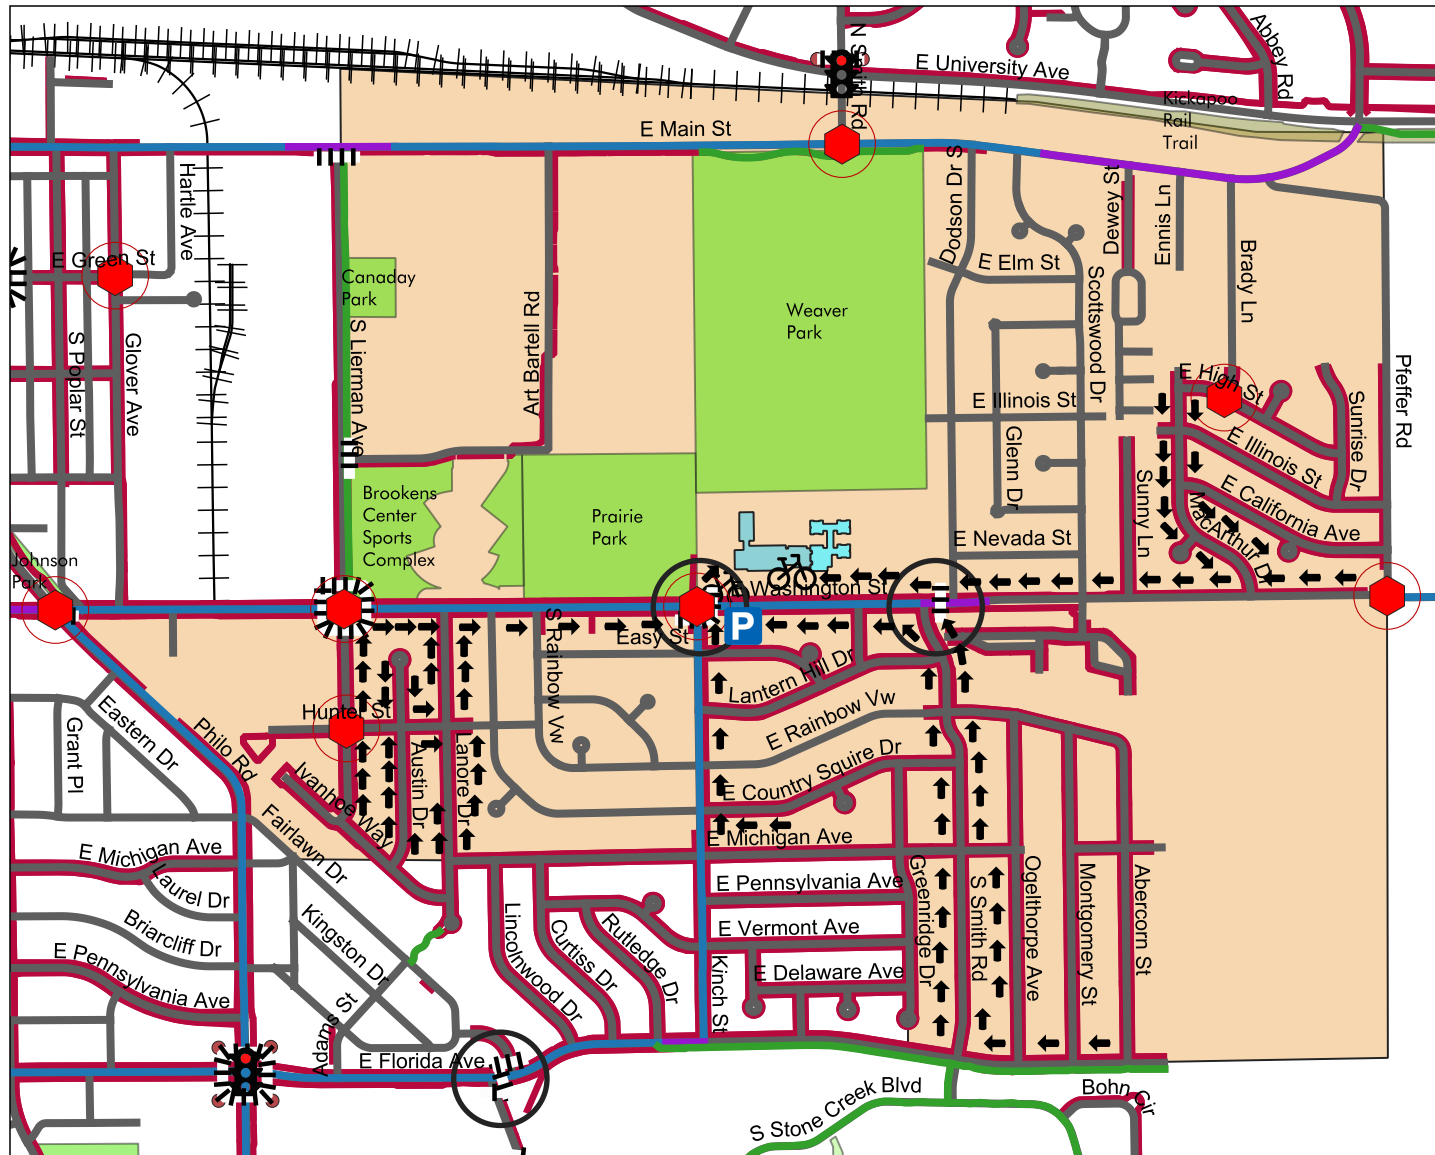 Abbey Rd
N Smith Rd
E University Ave
Kickapoo
Rail
Trail
E Main St
Hartle Ave
Dodson Dr S
Dewey St
Ennis Ln
E Green St
Canaday
Park
E Elm St
Brady Ln
Scottswood Dr
Weaver
Park
S Poplar St
Glover Ave
S Lierman Ave
Art Bartell Rd
Pfeffer Rd
E High St
Sunrise Dr
E Illinois St
Glenn Dr
E Illinois St
Sunny Ln
E California Ave
MacArthur Dr
Brookens
Center
Sports
Complex
Prairie
Park
E Nevada St
Johnson
Park
E Washington St
P
Easy St
S Rainbow Vw
Lantern Hill Dr
E Rainbow Vw
Hunter St
Grant Pl
Eastern Dr
Philo Rd
Ivanhoe Way
Austin Dr
Lanore Dr
E Country Squire Dr
Fairlawn Dr
E Michigan Ave
E Michigan Ave
Laurel Dr
Briarcliff Dr
E Pennsylvania Ave
Kingston Dr
Lincolnwood Dr
Curtiss Dr
Rutledge Dr
E Pennsylvania Ave
E Vermont Ave
E Delaware Ave
Kinch St
Greenridge Dr
S Smith Rd
Ogelthorpe Ave
Montgomery St
Abercorn St
Adams St
E Florida Ave
S Stone Creek Blvd
Bohn Cir